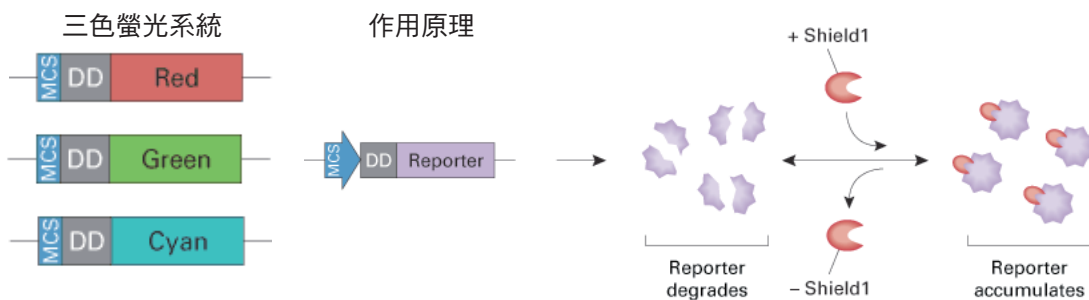 三色螢光系統
MCS DD Red
MCS DD Green
MCS DD Cyan
作用原理
MCS DD Reporter
+ Shield1
– Shield1
Reporter
degrades
Reporter
accumulates